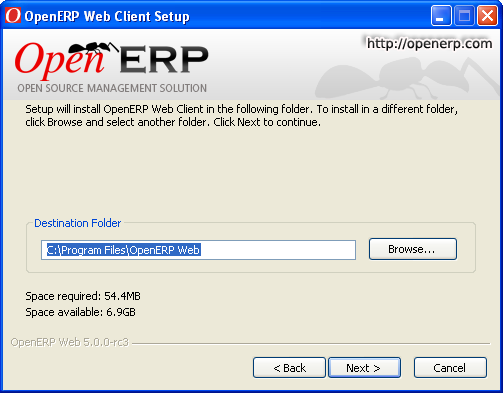 OpenERP Web Client Setup
http://openerp.com
Open ERP
OPEN SOURCE MANAGEMENT SOLUTION
Setup will install OpenERP Web Client in the following folder. To install in a different folder,
click Browse and select another folder. Click Next to continue.
Destination Folder
C:\Program Files\OpenERP Web
Browse...
Space required: 54.4MB
Space available: 6.9GB
OpenERP Web 5.0.0-rc3
< Back
Next >
Cancel